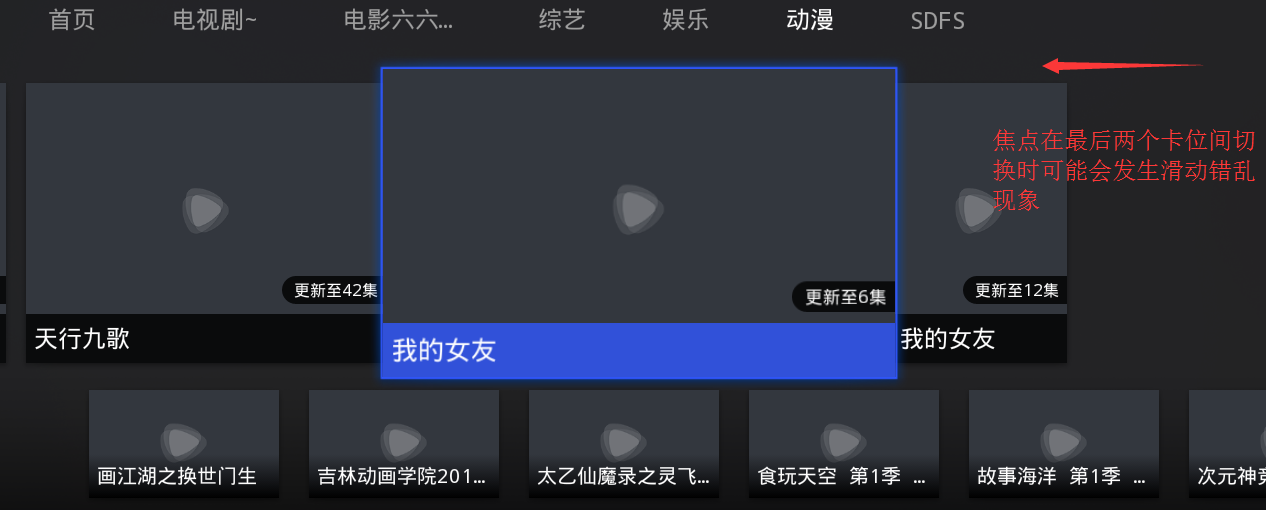 首页 电视剧~ 电影六六... 综艺 娱乐 动漫 SDFS
焦点在最后两个卡位间切
换时可能会发生滑动错乱
现象
更新至42集
更新至6集
更新至12集
天行九歌
我的女友
我的女友
画江湖之换世门生
吉林动画学院201...
太乙仙魔录之灵飞...
食玩天空 第1季 ...
故事海洋 第1季 ...
次元神